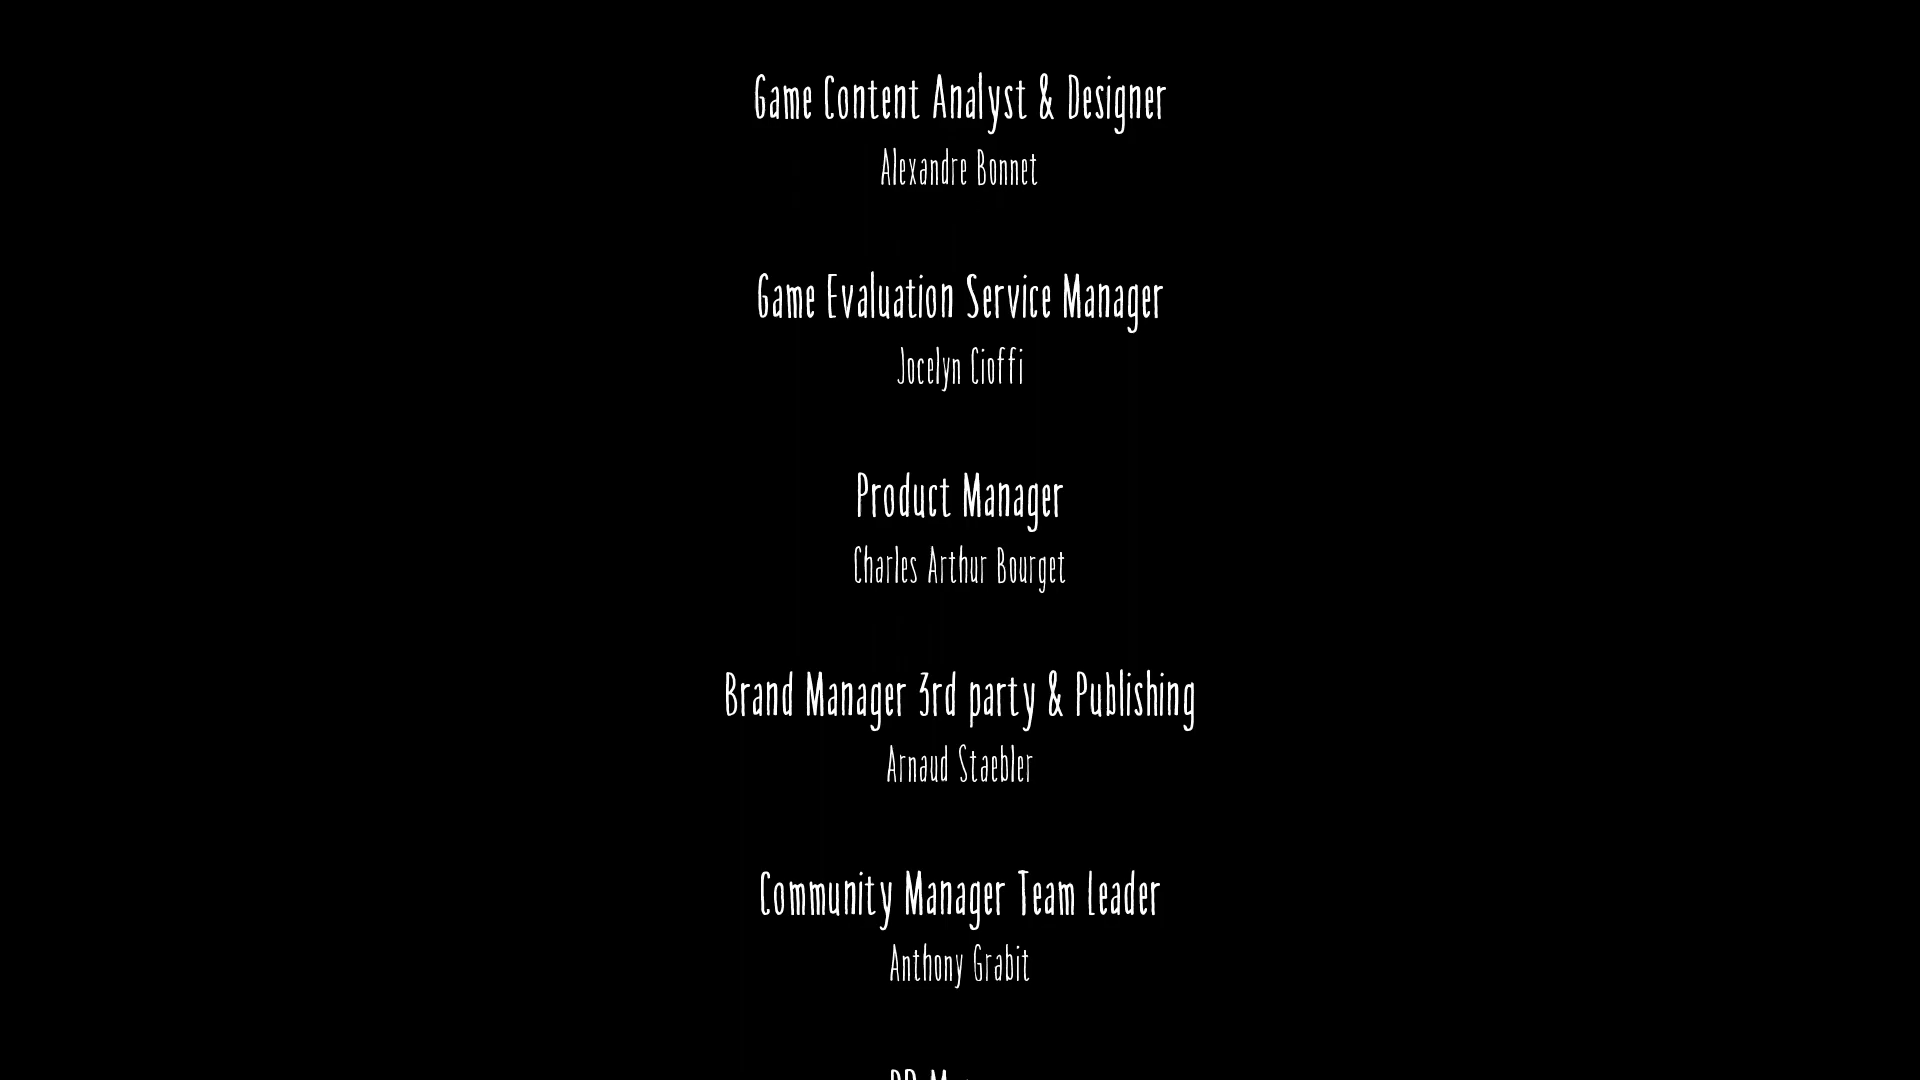 Game Content Analyst & Designer
Alexandre Bonnet
Game Evaluation Service Manager
Jocelyn Cioffi
Product Manager
Charles Arthur Bourget
Brand Manager 3rd party & Publishing
Arnaud Staebler
Community Manager Team Leader
Anthony Grabit